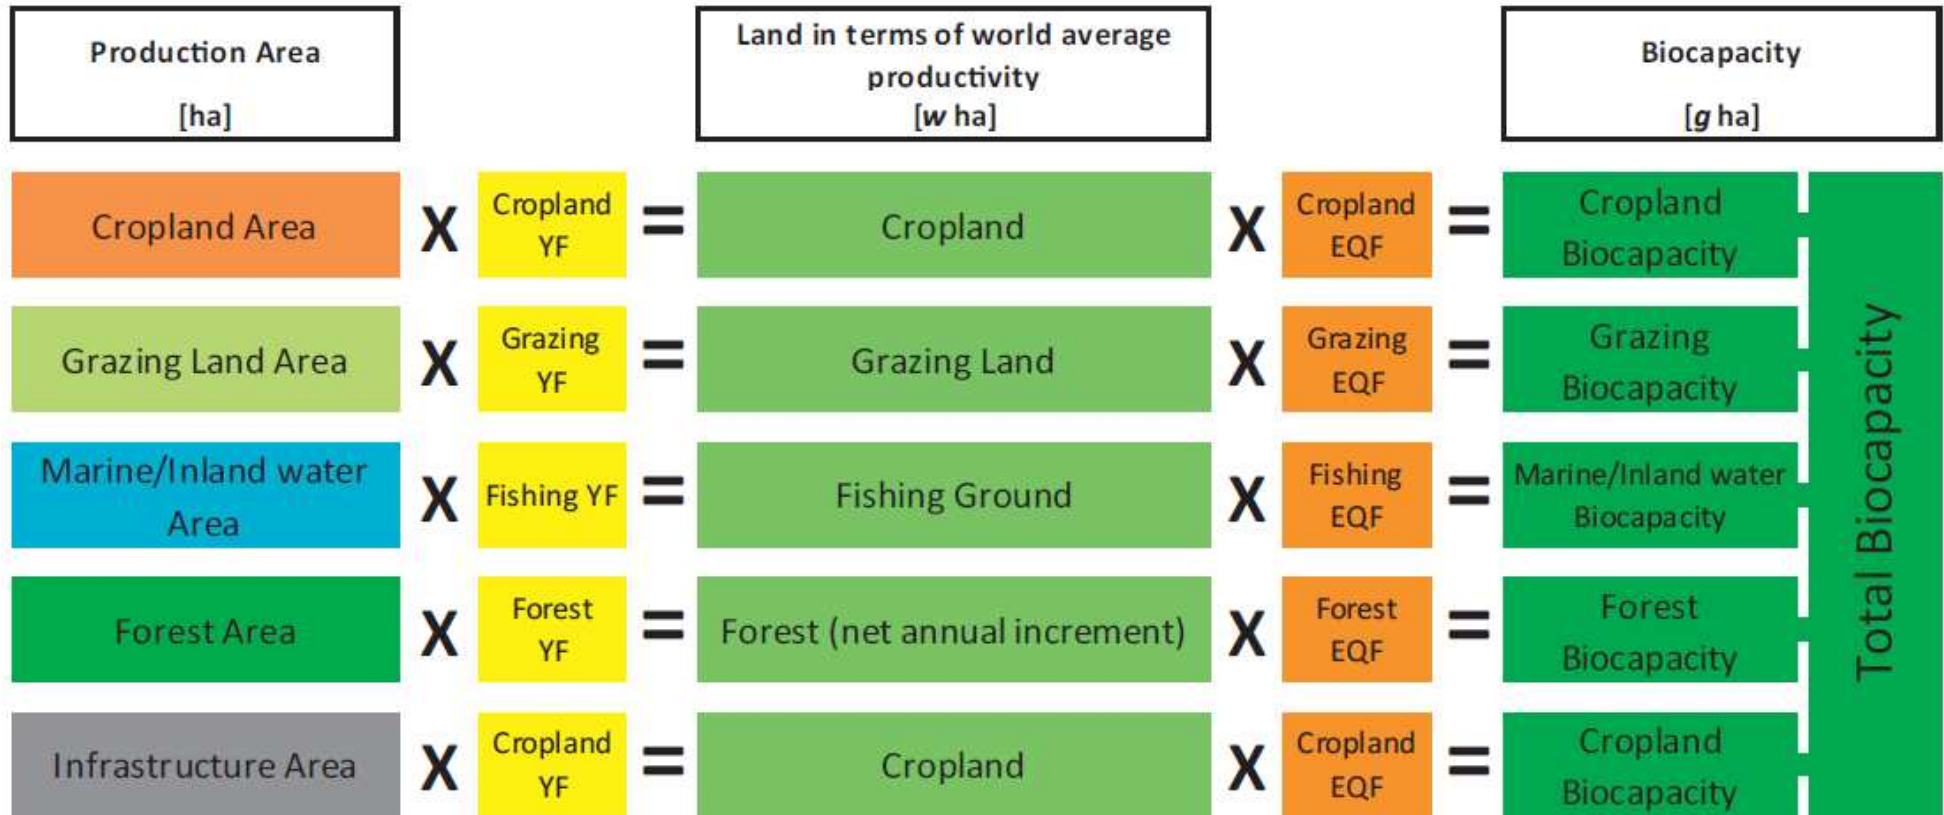 Production Area
[ha]
Land in terms of world average
productivity
[w ha]
Biocapacity
[g ha]
Cropland Area
X
Cropland
YF
=
Cropland
X
Cropland
EQF
=
Cropland
Biocapacity
Grazing Land Area
X
Grazing
YF
=
Grazing Land
X
Grazing
EQF
=
Grazing
Biocapacity
Marine/Inland water
Area
X
Fishing YF
=
Fishing Ground
X
Fishing
EQF
=
Marine/Inland water
Biocapacity
Forest Area
X
Forest
YF
=
Forest (net annual increment)
X
Forest
EQF
=
Forest
Biocapacity
Infrastructure Area
X
Cropland
YF
=
Cropland
X
Cropland
EQF
=
Cropland
Biocapacity
Total Biocapacity